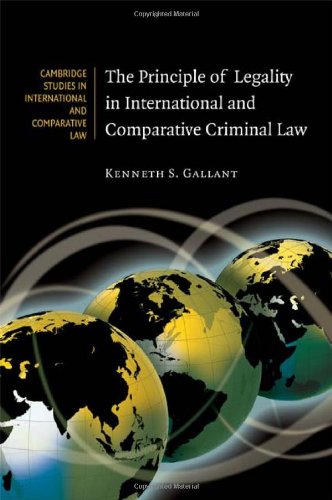 CAMBRIDGE
STUDIES IN
INTERNATIONAL
AND
COMPARATIVE
LAW
The Principle of Legality
in International and
Comparative Criminal Law
KENNETH S. GALLANT